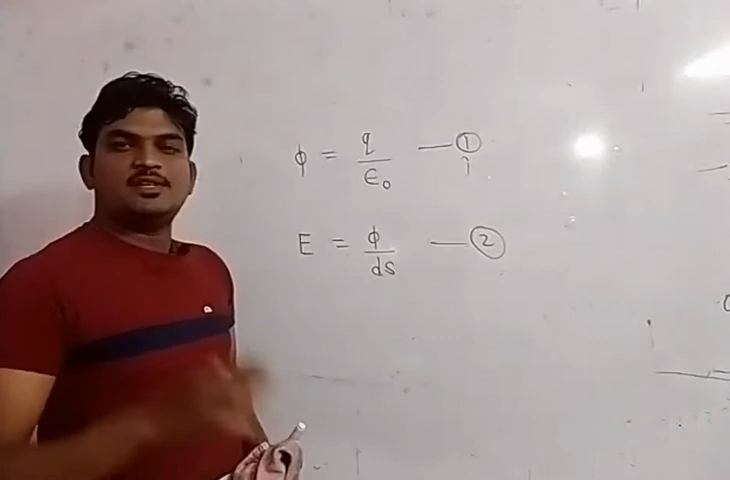 ϕ = q/ϵ₀ — ①
E = ϕ/ds — ②